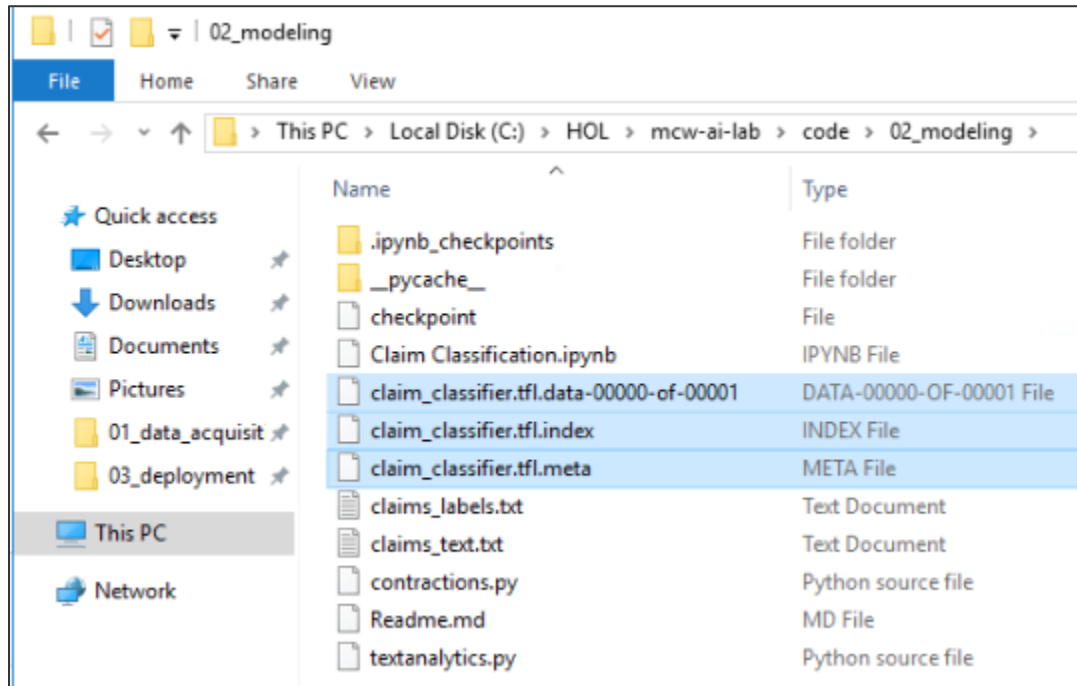 02_modeling
File Home Share View
This PC > Local Disk (C:) > HOL > mcw-ai-lab > code > 02_modeling >
Name Type
Quick access
Desktop
Downloads
Documents
Pictures
01_data_acquisit
03_deployment
This PC
Network
.ipynb_checkpoints File folder
__pycache__ File folder
checkpoint File
Claim Classification.ipynb IPYNB File
claim_classifier.tfl.data-00000-of-00001 DATA-00000-OF-00001 File
claim_classifier.tfl.index INDEX File
claim_classifier.tfl.meta META File
claims_labels.txt Text Document
claims_text.txt Text Document
contractions.py Python source file
Readme.md MD File
textanalytics.py Python source file